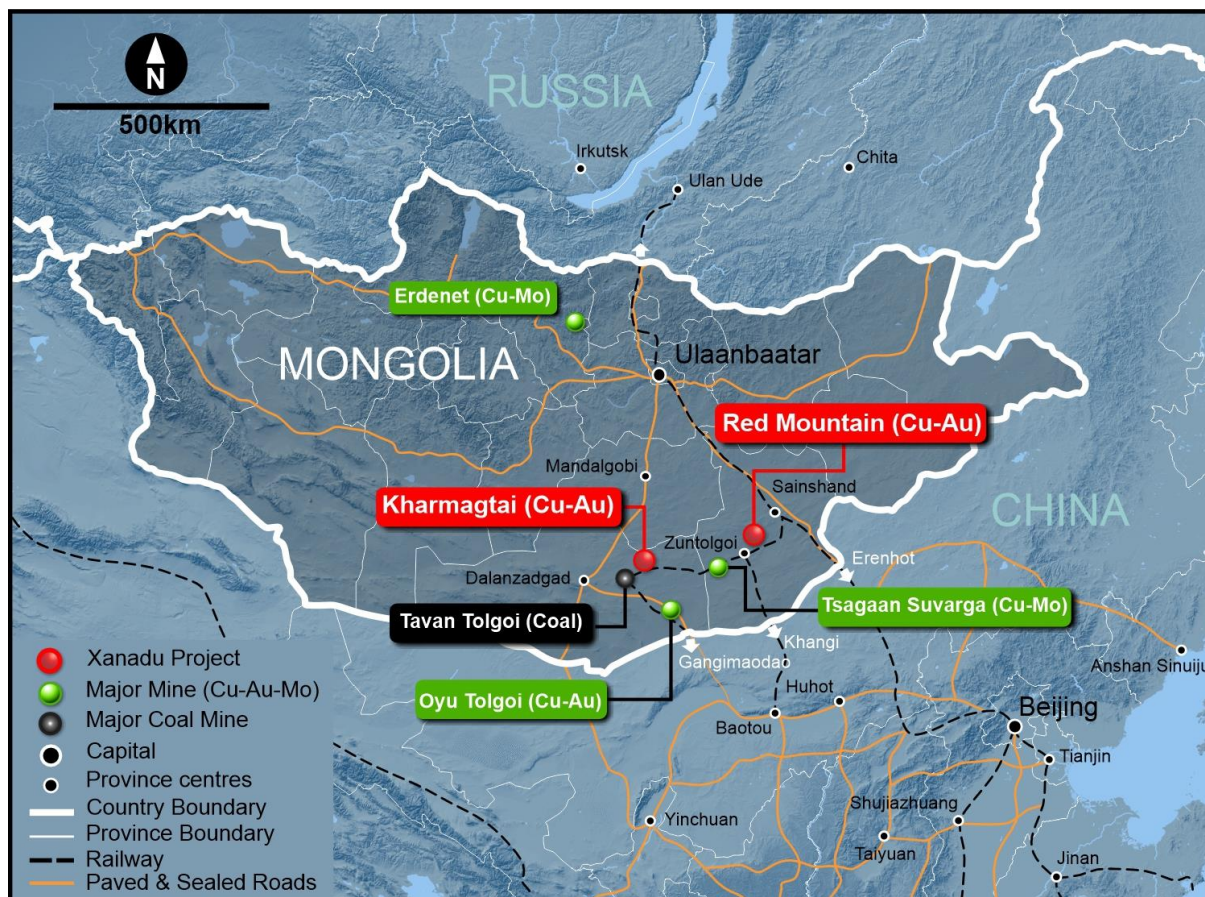 N
500km
RUSSIA
Irkutsk
Chita
Ulan Ude
Erdenet (Cu-Mo)
MONGOLIA
Ulaanbaatar
Red Mountain (Cu-Au)
Mandalgobi
Kharmagtai (Cu-Au)
Sainshand
CHINA
Zuntolgoi
Erenhot
Dalanzadgad
Tavan Tolgoi (Coal)
Tsagaan Suvarga (Cu-Mo)
Khangi
Gangimaodao
Anshan Sinuiju
Oyu Tolgoi (Cu-Au)
Huhot
Baotou
Beijing
Tianjin
Shujiazhuang
Yinchuan
Taiyuan
Jinan
Xanadu Project
Major Mine (Cu-Au-Mo)
Major Coal Mine
Capital
Province centres
Country Boundary
Province Boundary
Railway
Paved & Sealed Roads